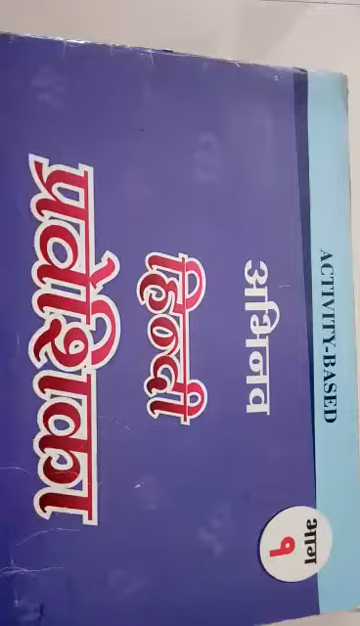 ACTIVITY-BASED
भाग
१
अभिनव
हिन्दी
प्रवेशिका